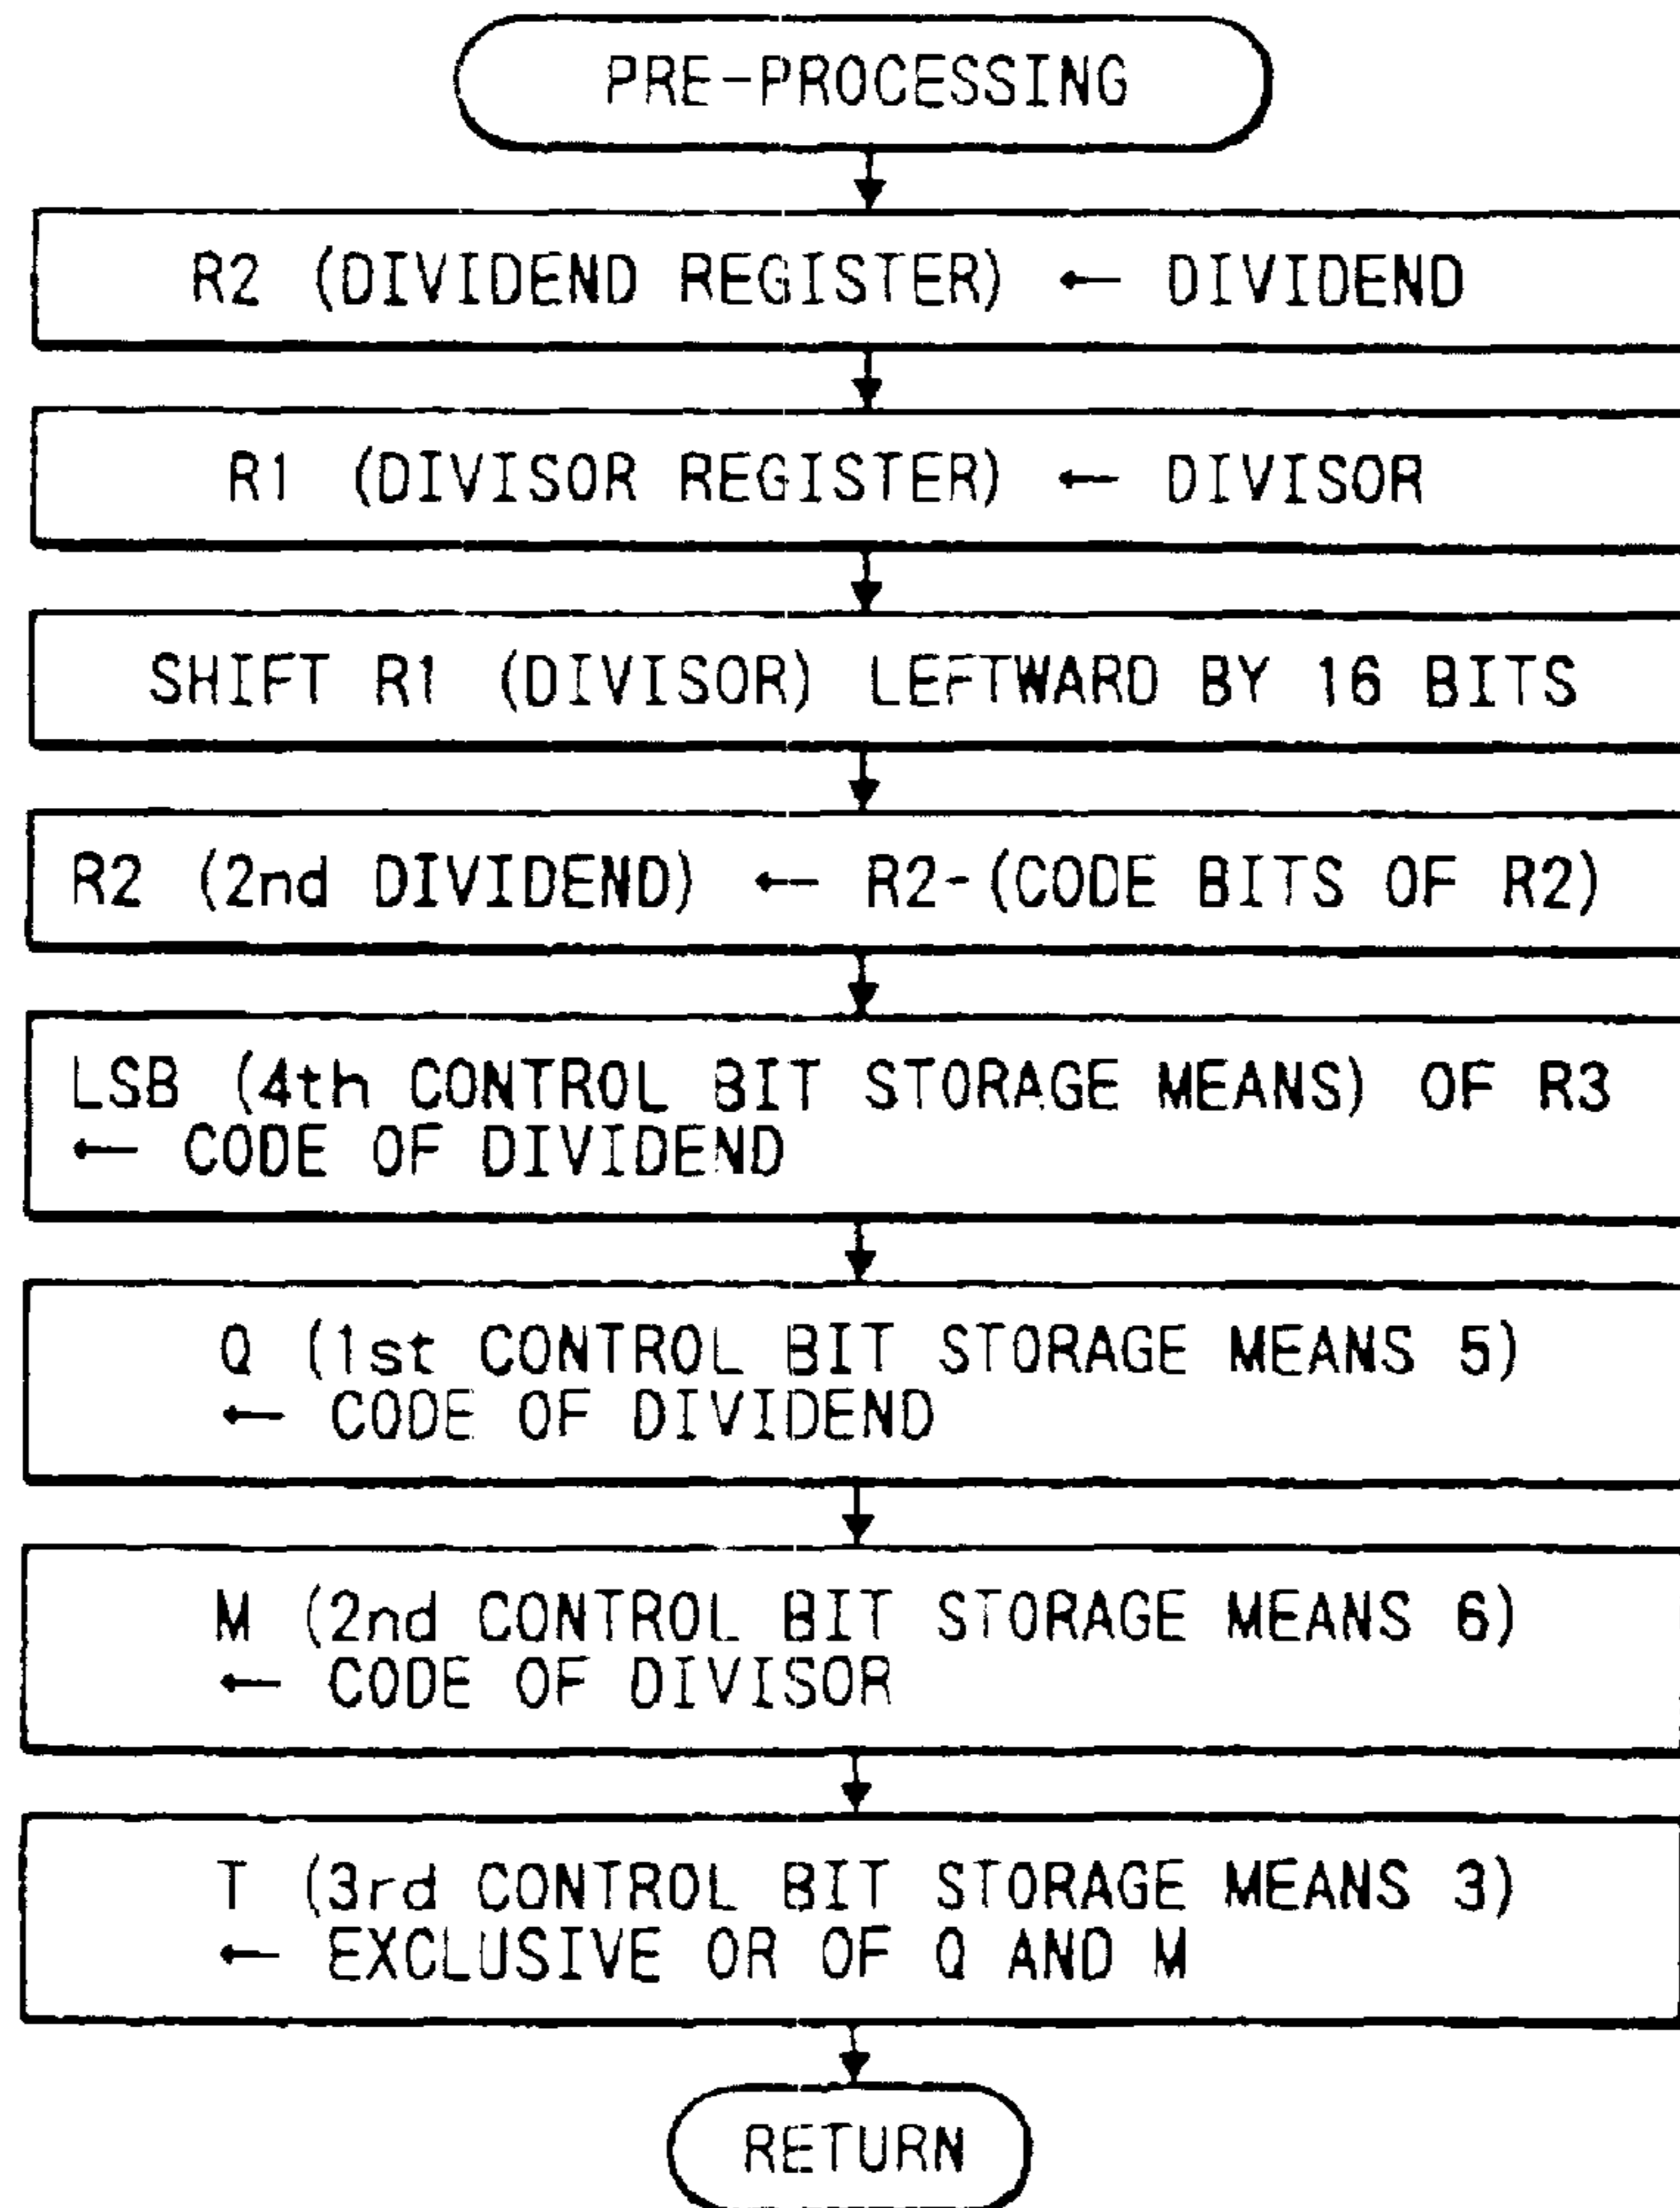 PRE-PROCESSING
R2 (DIVIDEND REGISTER) ← DIVIDEND
R1 (DIVISOR REGISTER) ← DIVISOR
SHIFT R1 (DIVISOR) LEFTWARD BY 16 BITS
R2 (2nd DIVIDEND) ← R2-(CODE BITS OF R2)
LSB (4th CONTROL BIT STORAGE MEANS) OF R3
← CODE OF DIVIDEND
Q (1st CONTROL BIT STORAGE MEANS 5)
← CODE OF DIVIDEND
M (2nd CONTROL BIT STORAGE MEANS 6)
← CODE OF DIVISOR
T (3rd CONTROL BIT STORAGE MEANS 3)
← EXCLUSIVE OR OF Q AND M
RETURN